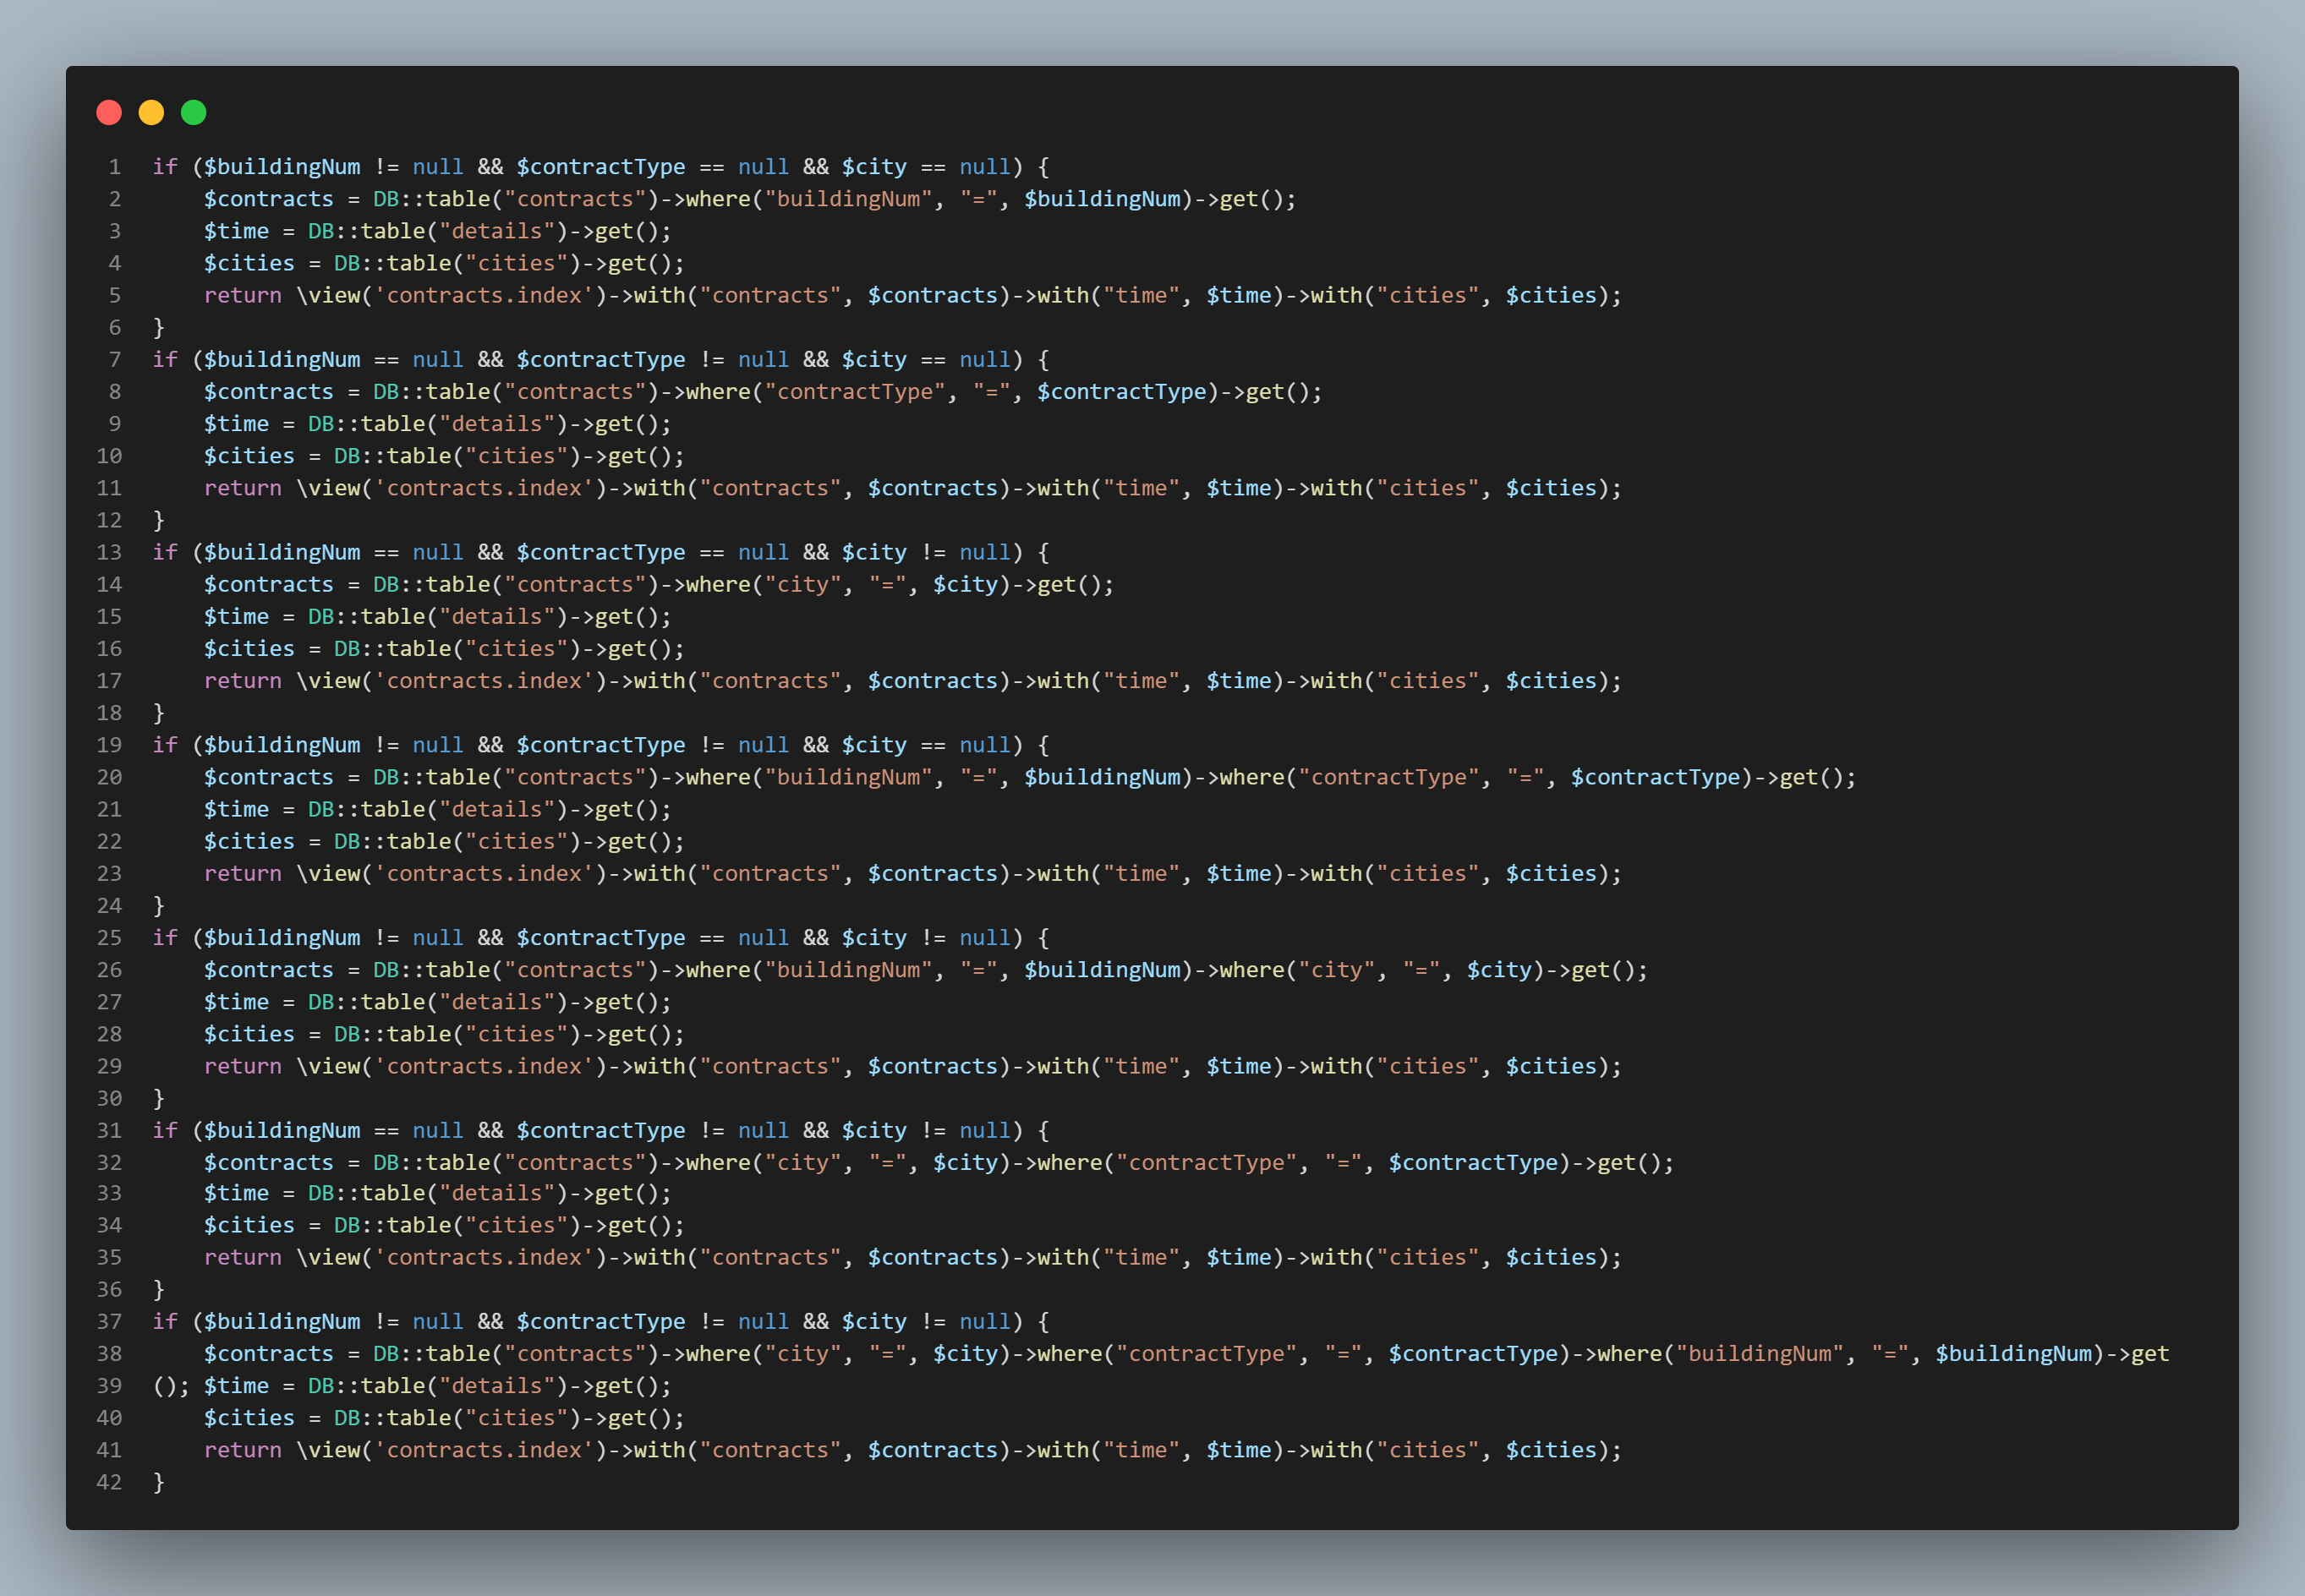 1 if ($buildingNum != null && $contractType == null && $city == null) {
2     $contracts = DB::table("contracts")->where("buildingNum", "=", $buildingNum)->get();
3     $time = DB::table("details")->get();
4     $cities = DB::table("cities")->get();
5     return \view('contracts.index')->with("contracts", $contracts)->with("time", $time)->with("cities", $cities);
6 }
7 if ($buildingNum == null && $contractType != null && $city == null) {
8     $contracts = DB::table("contracts")->where("contractType", "=", $contractType)->get();
9     $time = DB::table("details")->get();
10     $cities = DB::table("cities")->get();
11     return \view('contracts.index')->with("contracts", $contracts)->with("time", $time)->with("cities", $cities);
12 }
13 if ($buildingNum == null && $contractType == null && $city != null) {
14     $contracts = DB::table("contracts")->where("city", "=", $city)->get();
15     $time = DB::table("details")->get();
16     $cities = DB::table("cities")->get();
17     return \view('contracts.index')->with("contracts", $contracts)->with("time", $time)->with("cities", $cities);
18 }
19 if ($buildingNum != null && $contractType != null && $city == null) {
20     $contracts = DB::table("contracts")->where("buildingNum", "=", $buildingNum)->where("contractType", "=", $contractType)->get();
21     $time = DB::table("details")->get();
22     $cities = DB::table("cities")->get();
23     return \view('contracts.index')->with("contracts", $contracts)->with("time", $time)->with("cities", $cities);
24 }
25 if ($buildingNum != null && $contractType == null && $city != null) {
26     $contracts = DB::table("contracts")->where("buildingNum", "=", $buildingNum)->where("city", "=", $city)->get();
27     $time = DB::table("details")->get();
28     $cities = DB::table("cities")->get();
29     return \view('contracts.index')->with("contracts", $contracts)->with("time", $time)->with("cities", $cities);
30 }
31 if ($buildingNum == null && $contractType != null && $city != null) {
32     $contracts = DB::table("contracts")->where("city", "=", $city)->where("contractType", "=", $contractType)->get();
33     $time = DB::table("details")->get();
34     $cities = DB::table("cities")->get();
35     return \view('contracts.index')->with("contracts", $contracts)->with("time", $time)->with("cities", $cities);
36 }
37 if ($buildingNum != null && $contractType != null && $city != null) {
38     $contracts = DB::table("contracts")->where("city", "=", $city)->where("contractType", "=", $contractType)->where("buildingNum", "=", $buildingNum)->get
39 (); $time = DB::table("details")->get();
40     $cities = DB::table("cities")->get();
41     return \view('contracts.index')->with("contracts", $contracts)->with("time", $time)->with("cities", $cities);
42 }